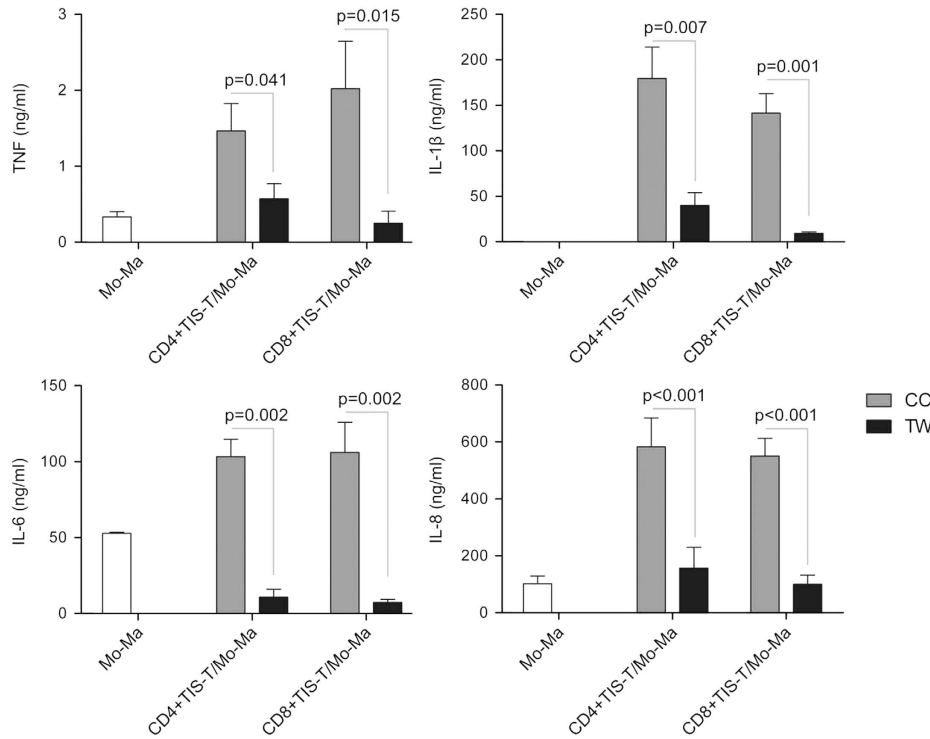 3
2
1
0
TNF (ng/ml)
p=0.041
p=0.015
Mo-Ma
CD4+TIS-T/Mo-Ma
CD8+TIS-T/Mo-Ma
250
200
150
100
50
0
IL-1β (ng/ml)
p=0.007
p=0.001
Mo-Ma
CD4+TIS-T/Mo-Ma
CD8+TIS-T/Mo-Ma
150
100
50
0
IL-6 (ng/ml)
p=0.002
p=0.002
Mo-Ma
CD4+TIS-T/Mo-Ma
CD8+TIS-T/Mo-Ma
800
600
400
200
0
IL-8 (ng/ml)
p<0.001
p<0.001
Mo-Ma
CD4+TIS-T/Mo-Ma
CD8+TIS-T/Mo-Ma
CC
TW